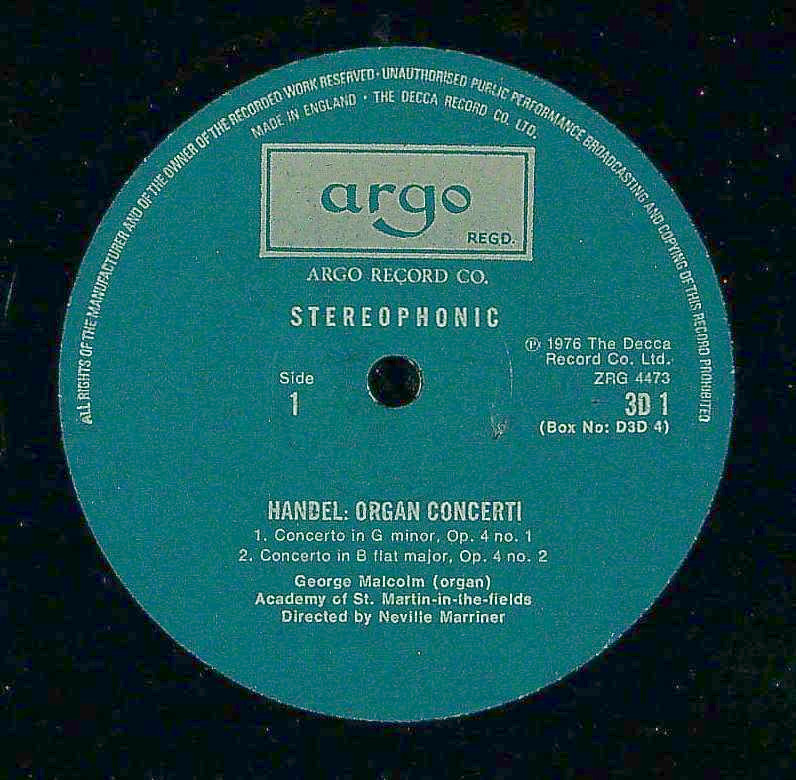 ALL RIGHTS OF THE MANUFACTURER AND OF THE OWNER OF THE RECORDED WORK RESERVED · UNAUTHORISED PUBLIC PERFORMANCE BROADCASTING AND COPYING OF THIS RECORD PROHIBITED
MADE IN ENGLAND · THE DECCA RECORD CO. LTD.
argo
REGD.
ARGO RECORD CO.
STEREOPHONIC
℗ 1976 The Decca
Record Co. Ltd.
Side
ZRG 4473
1
3D 1
(Box No: D3D 4)
HANDEL: ORGAN CONCERTI
1. Concerto in G minor, Op. 4 no. 1
2. Concerto in B flat major, Op. 4 no. 2
George Malcolm (organ)
Academy of St. Martin-in-the-fields
Directed by Neville Marriner